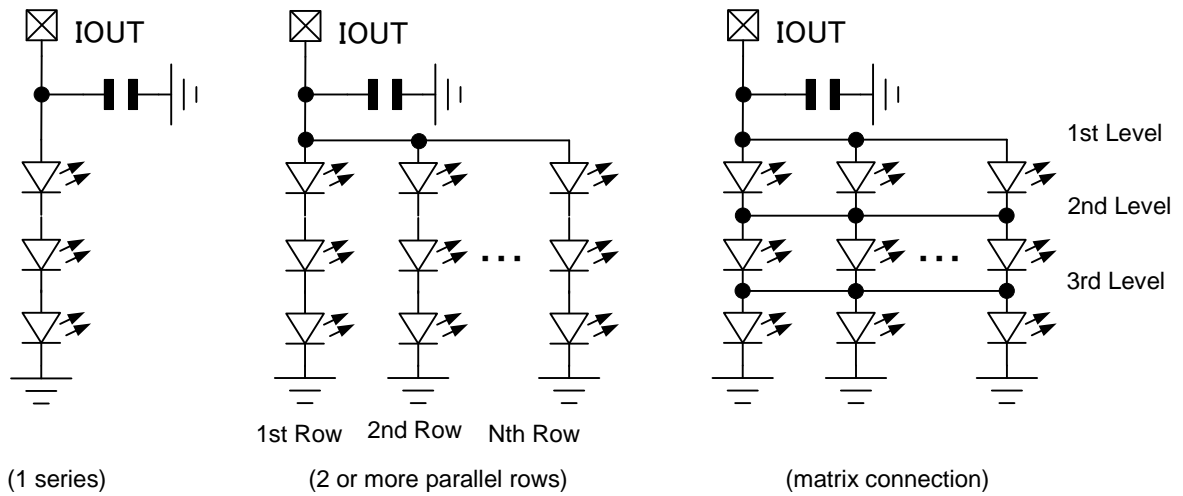 IOUT
IOUT
IOUT
1st Level
2nd Level
3rd Level
1st Row
2nd Row
Nth Row
(1 series)
(2 or more parallel rows)
(matrix connection)